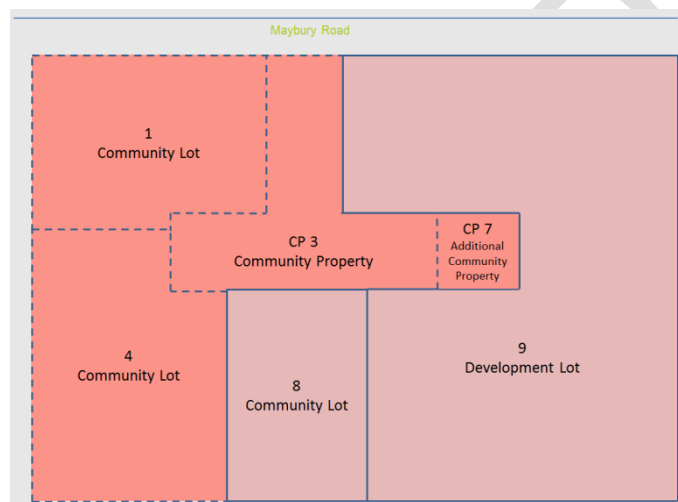 Maybury Road
1
Community Lot
CP 3
Community Property
CP 7
Additional
Community
Property
4
Community Lot
8
Community Lot
9
Development Lot